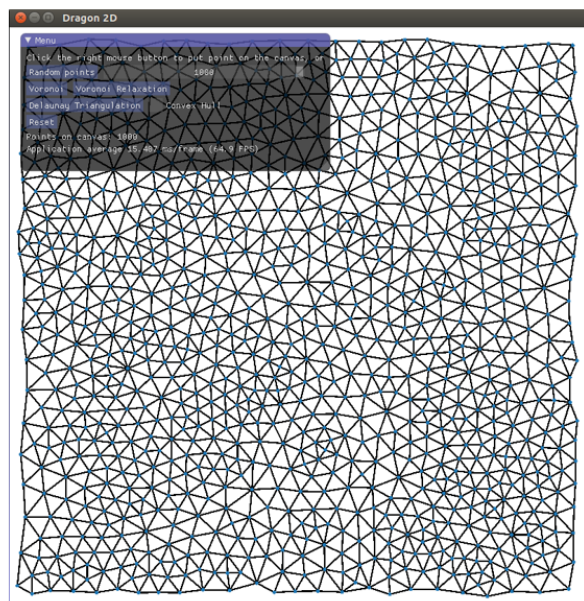 Dragon 2D
Menu
Click the right mouse button to put point on the canvas, or
Random points 1000
Voronoi Voronoi Relaxation
Delaunay Triangulation Convex Hull
Reset
Points on canvas: 1000
Application average 15.407 ms/frame (64.9 FPS)